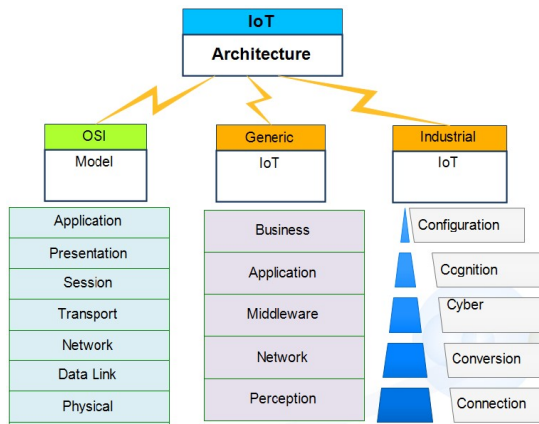 IoT
Architecture
OSI
Model
Generic
IoT
Industrial
IoT
Application
Presentation
Session
Transport
Network
Data Link
Physical
Business
Application
Middleware
Network
Perception
Configuration
Cognition
Cyber
Conversion
Connection